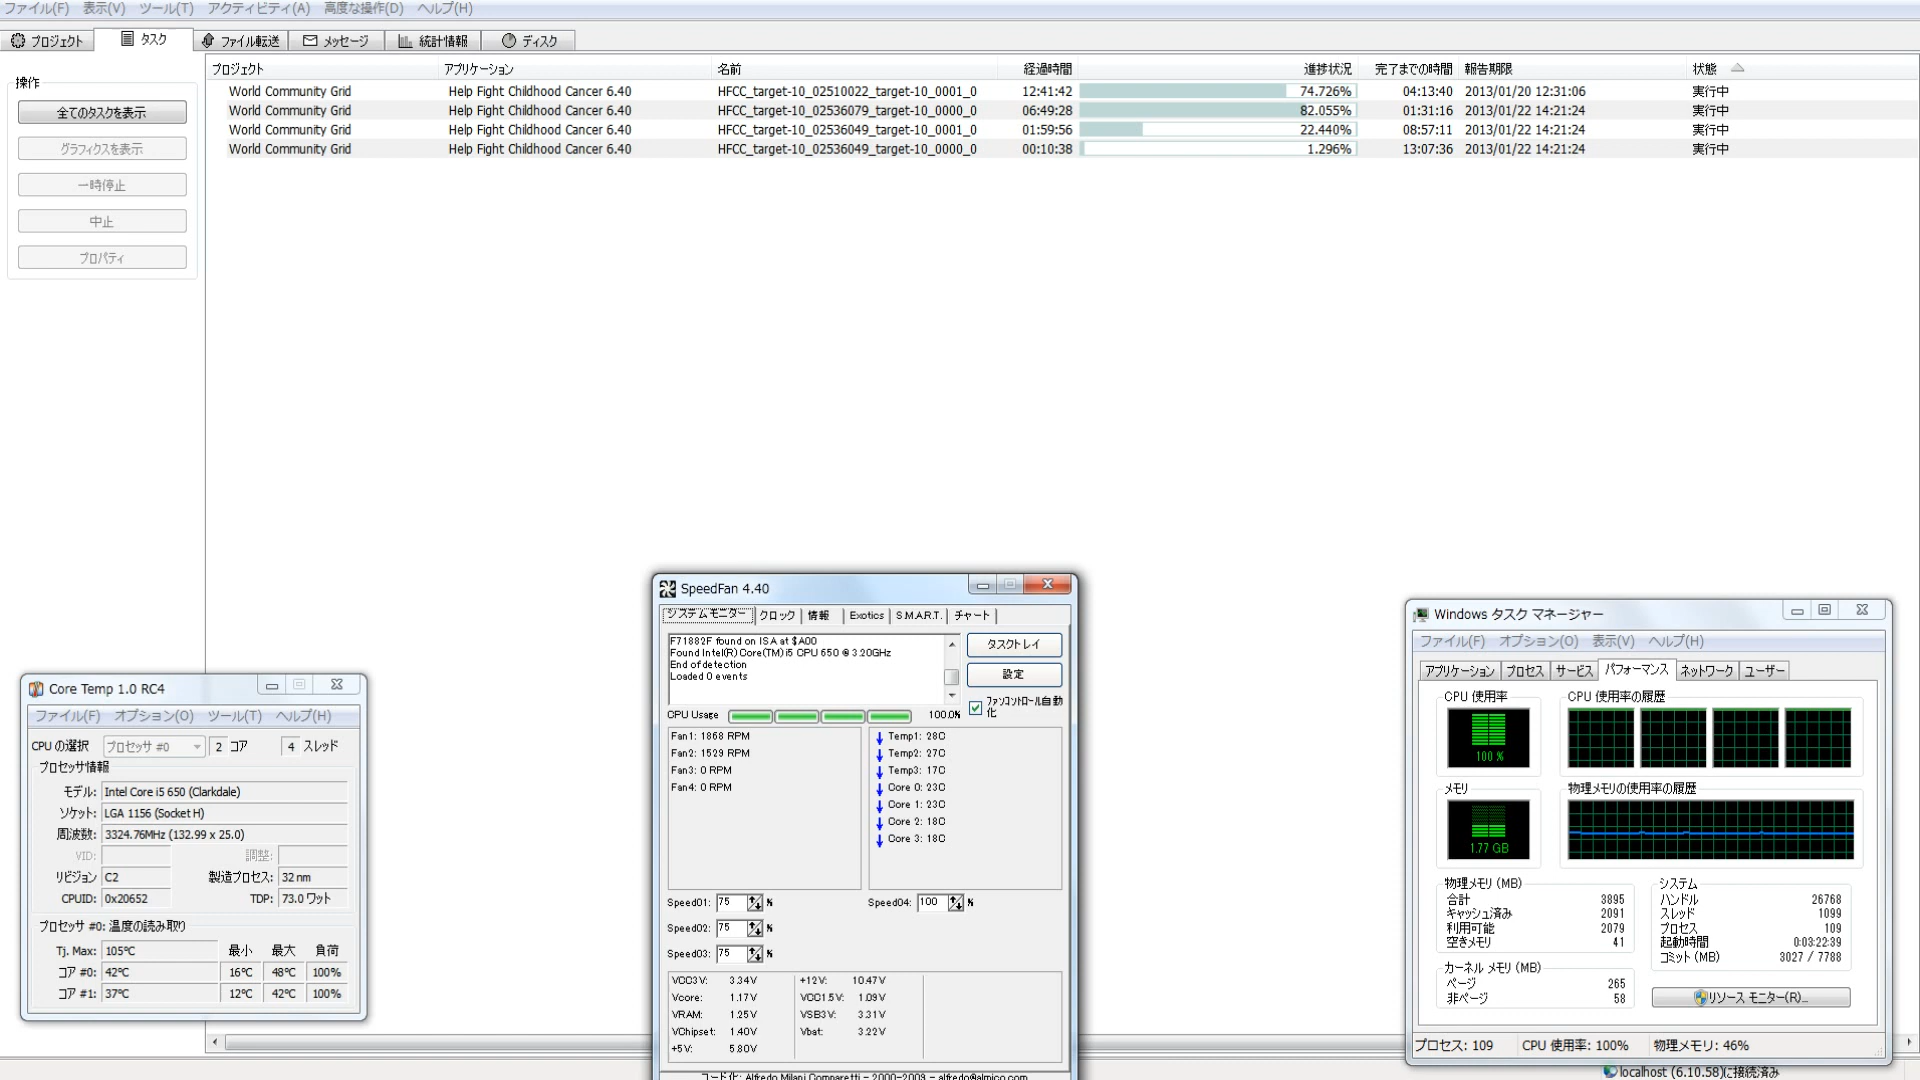 ファイル(F) 表示(V) ツール(T) アクティビティ(A) 高度な操作(D) ヘルプ(H)
プロジェクト タスク ファイル転送 メッセージ 統計情報 ディスク
操作
全てのタスクを表示
グラフィクスを表示
一時停止
中止
プロパティ
プロジェクト アプリケーション 名前 経過時間 進捗状況 完了までの時間 報告期限 状態
World Community Grid Help Fight Childhood Cancer 6.40 HFCC_target-10_02510022_target-10_0001_0 12:41:42 74.726% 04:13:40 2013/01/20 12:31:06 実行中
World Community Grid Help Fight Childhood Cancer 6.40 HFCC_target-10_02536079_target-10_0000_0 06:49:28 82.055% 01:31:16 2013/01/22 14:21:24 実行中
World Community Grid Help Fight Childhood Cancer 6.40 HFCC_target-10_02536049_target-10_0001_0 01:59:56 22.440% 08:57:11 2013/01/22 14:21:24 実行中
World Community Grid Help Fight Childhood Cancer 6.40 HFCC_target-10_02536049_target-10_0000_0 00:10:38 1.296% 13:07:36 2013/01/22 14:21:24 実行中
Core Temp 1.0 RC4
ファイル(F) オプション(O) ツール(T) ヘルプ(H)
CPU の選択 プロセッサ #0 2 コア 4 スレッド
プロセッサ情報
モデル: Intel Core i5 650 (Clarkdale)
ソケット: LGA 1156 (Socket H)
周波数: 3324.76MHz (132.99 x 25.0)
VID: 調整:
リビジョン C2 製造プロセス: 32 nm
CPUID: 0x20652 TDP: 73.0 ワット
プロセッサ #0: 温度の読み取り
Tj. Max: 105℃ 最小 最大 負荷
コア #0: 42℃ 16℃ 48℃ 100%
コア #1: 37℃ 12℃ 42℃ 100%
SpeedFan 4.40
システムモニター クロック 情報 Exotics S.M.A.R.T. チャート
F71882F found on ISA at $A00
Found Intel(R) Core(TM) i5 CPU 650 @ 3.20GHz
End of detection
Loaded 0 events
タスクトレイ
設定
ファンコントロール自動化
CPU Usage 100.0%
Fan1: 1868 RPM
Fan2: 1529 RPM
Fan3: 0 RPM
Fan4: 0 RPM
Temp1: 28C
Temp2: 27C
Temp3: 17C
Core 0: 23C
Core 1: 23C
Core 2: 18C
Core 3: 18C
Speed01: 75 % Speed04: 100 %
Speed02: 75 %
Speed03: 75 %
VCC3V: 3.34V +12V: 10.47V
Vcore: 1.17V VCC1.5V: 1.09V
VRAM: 1.25V VSB3V: 3.31V
VChipset: 1.40V Vbat: 3.22V
+5V: 5.80V
コード化: Alfredo Milani Comparetti - 2000-2009 - alfredo@almico.com
Windows タスク マネージャー
ファイル(F) オプション(O) 表示(V) ヘルプ(H)
アプリケーション プロセス サービス パフォーマンス ネットワーク ユーザー
CPU 使用率 CPU 使用率の履歴
100 %
メモリ 物理メモリの使用率の履歴
1.77 GB
物理メモリ (MB)
合計 3895
キャッシュ済み 2091
利用可能 2079
空きメモリ 41
カーネル メモリ (MB)
ページ 265
非ページ 58
システム
ハンドル 26768
スレッド 1099
プロセス 109
起動時間 0:03:22:39
コミット (MB) 3027 / 7788
リソース モニター(R)...
プロセス: 109 CPU 使用率: 100% 物理メモリ: 46%
localhost (6.10.58)に接続済み